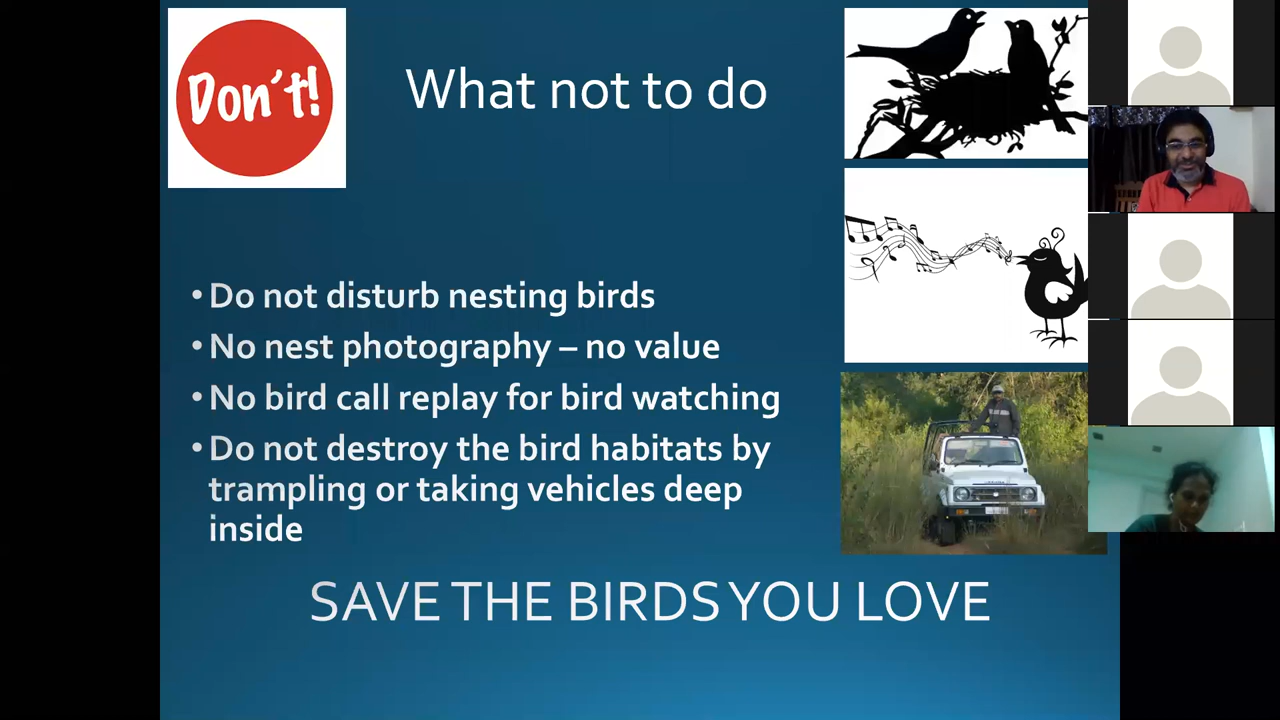 Don't!
What not to do
• Do not disturb nesting birds
• No nest photography – no value
• No bird call replay for bird watching
• Do not destroy the bird habitats by
trampling or taking vehicles deep
inside
SAVE THE BIRDS YOU LOVE